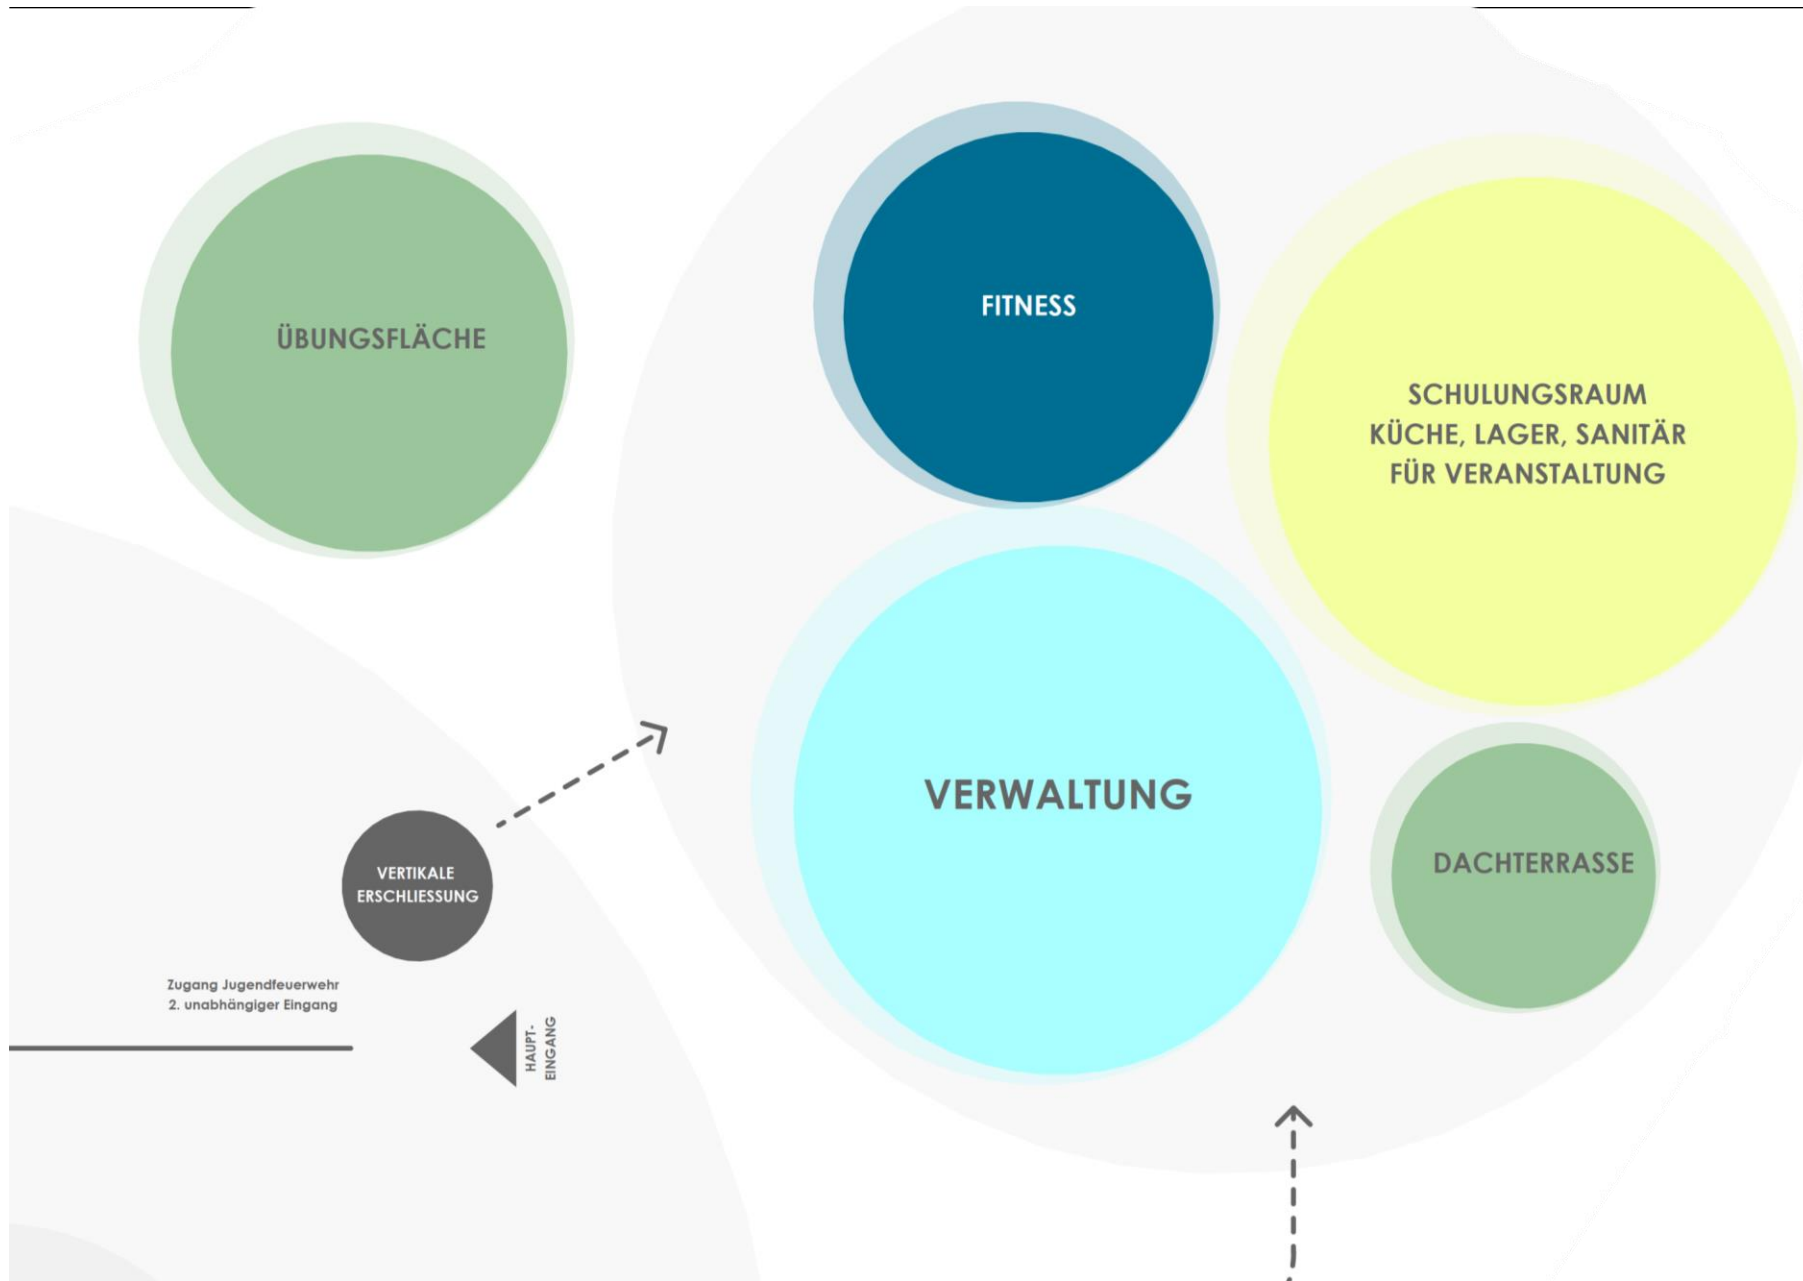 ÜBUNGSFLÄCHE
FITNESS
SCHULUNGSRAUM
KÜCHE, LAGER, SANITÄR
FÜR VERANSTALTUNG
VERWALTUNG
DACHTERRASSE
VERTIKALE
ERSCHLIESSUNG
Zugang Jugendfeuerwehr
2. unabhängiger Eingang
HAUPT-
EINGANG